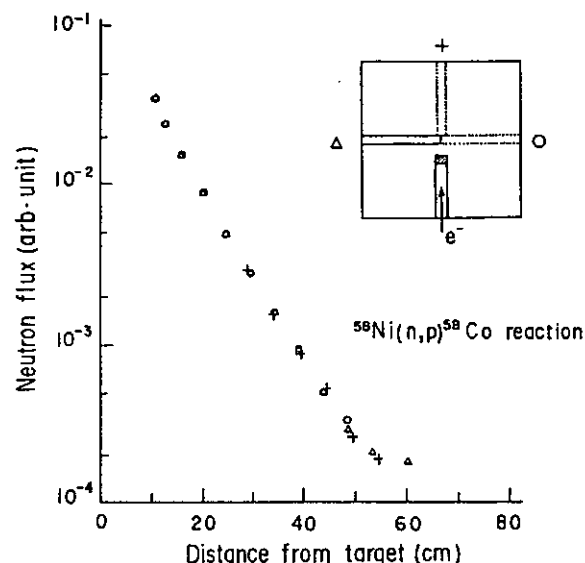 10⁻¹
10⁻²
10⁻³
10⁻⁴
Neutron flux (arb-unit)
+
△
○
e⁻
⁵⁸Ni(n,p)⁵⁸Co reaction
0 20 40 60 80
Distance from target (cm)